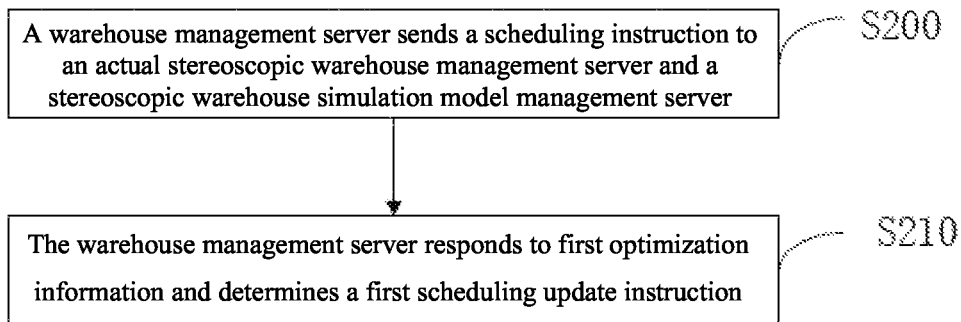 A warehouse management server sends a scheduling instruction to
an actual stereoscopic warehouse management server and a
stereoscopic warehouse simulation model management server
S200
The warehouse management server responds to first optimization
information and determines a first scheduling update instruction
S210